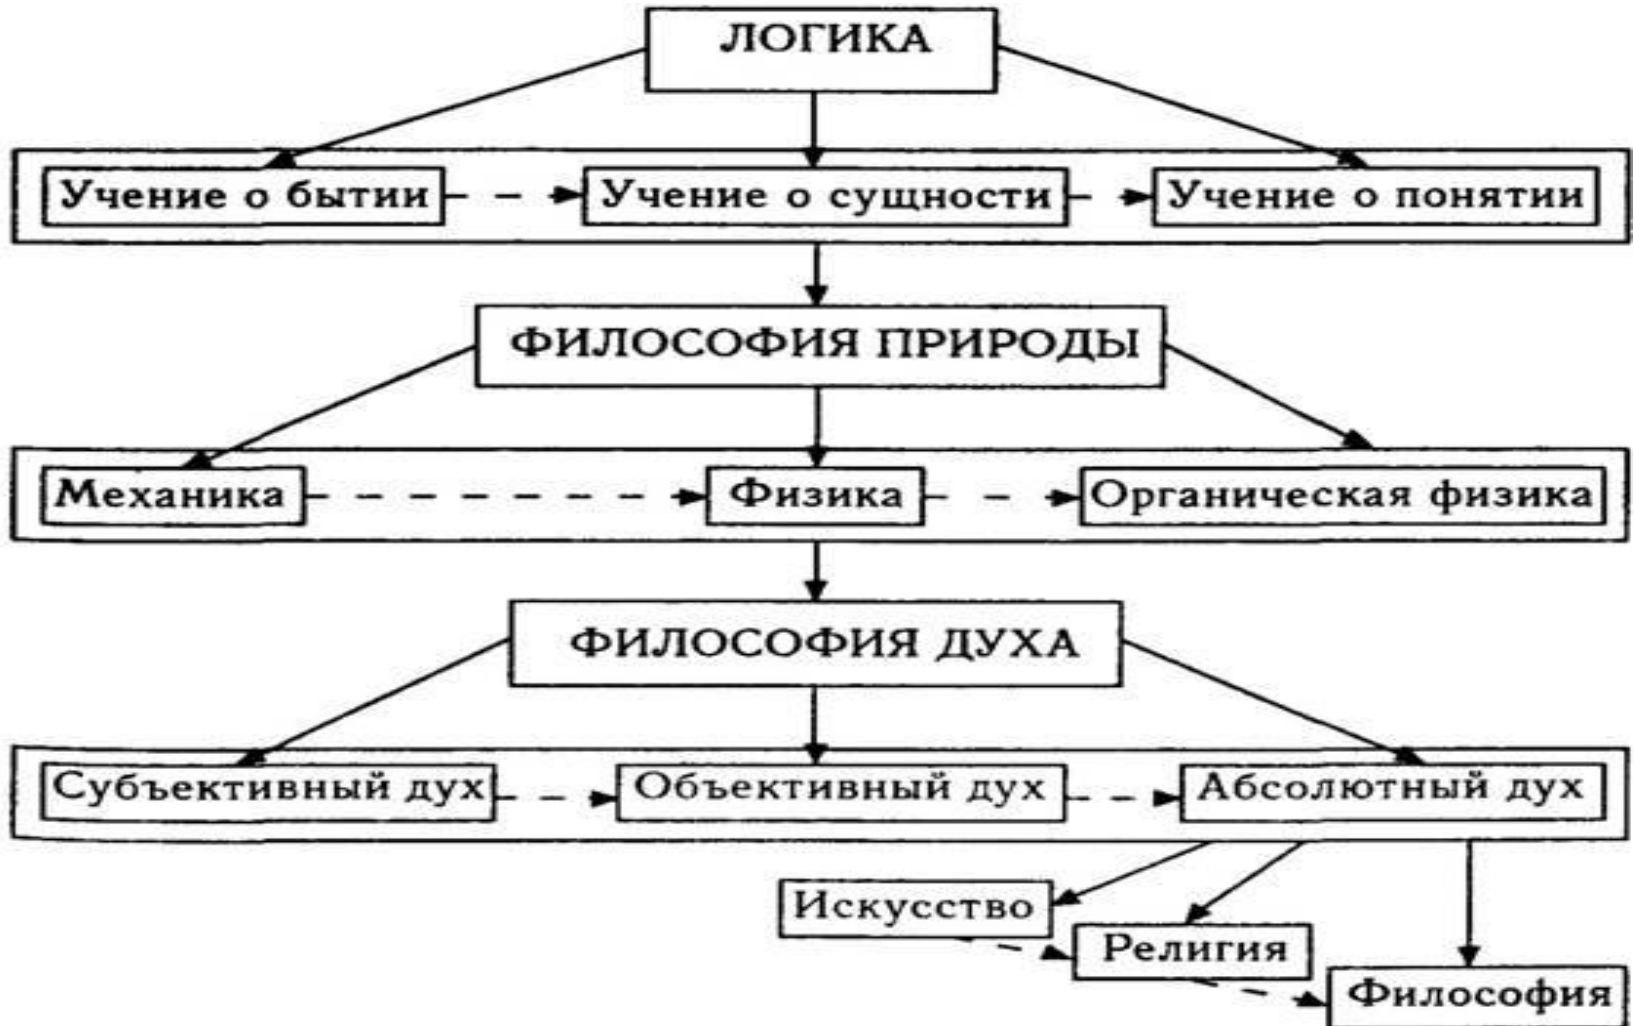 ЛОГИКА
Учение о бытии
Учение о сущности
Учение о понятии
ФИЛОСОФИЯ ПРИРОДЫ
Механика
Физика
Органическая физика
ФИЛОСОФИЯ ДУХА
Субъективный дух
Объективный дух
Абсолютный дух
Искусство
Религия
Философия